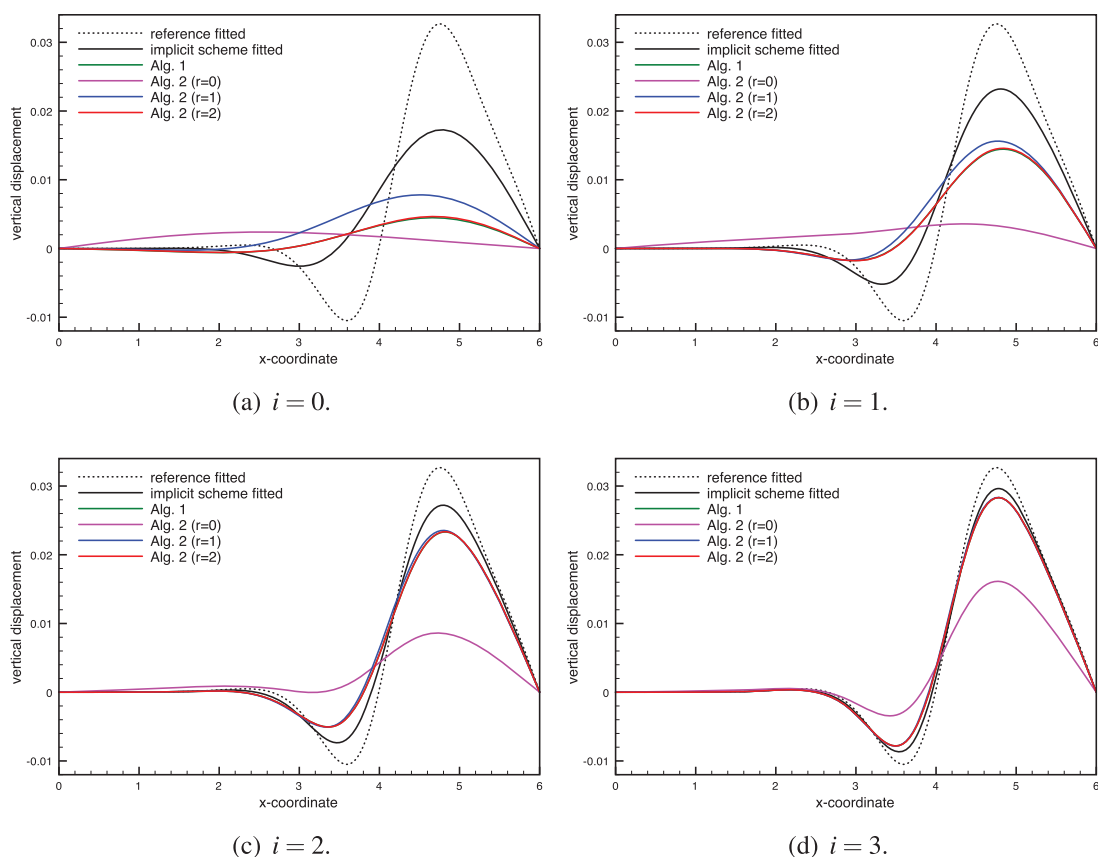 0.03
0.02
0.01
0
-0.01
vertical displacement
reference fitted
implicit scheme fitted
Alg. 1
Alg. 2 (r=0)
Alg. 2 (r=1)
Alg. 2 (r=2)
0 1 2 3 4 5 6
x-coordinate
(a) i = 0.
0.03
0.02
0.01
0
-0.01
vertical displacement
reference fitted
implicit scheme fitted
Alg. 1
Alg. 2 (r=0)
Alg. 2 (r=1)
Alg. 2 (r=2)
0 1 2 3 4 5 6
x-coordinate
(b) i = 1.
0.03
0.02
0.01
0
-0.01
vertical displacement
reference fitted
implicit scheme fitted
Alg. 1
Alg. 2 (r=0)
Alg. 2 (r=1)
Alg. 2 (r=2)
0 1 2 3 4 5 6
x-coordinate
(c) i = 2.
0.03
0.02
0.01
0
-0.01
vertical displacement
reference fitted
implicit scheme fitted
Alg. 1
Alg. 2 (r=0)
Alg. 2 (r=1)
Alg. 2 (r=2)
0 1 2 3 4 5 6
x-coordinate
(d) i = 3.